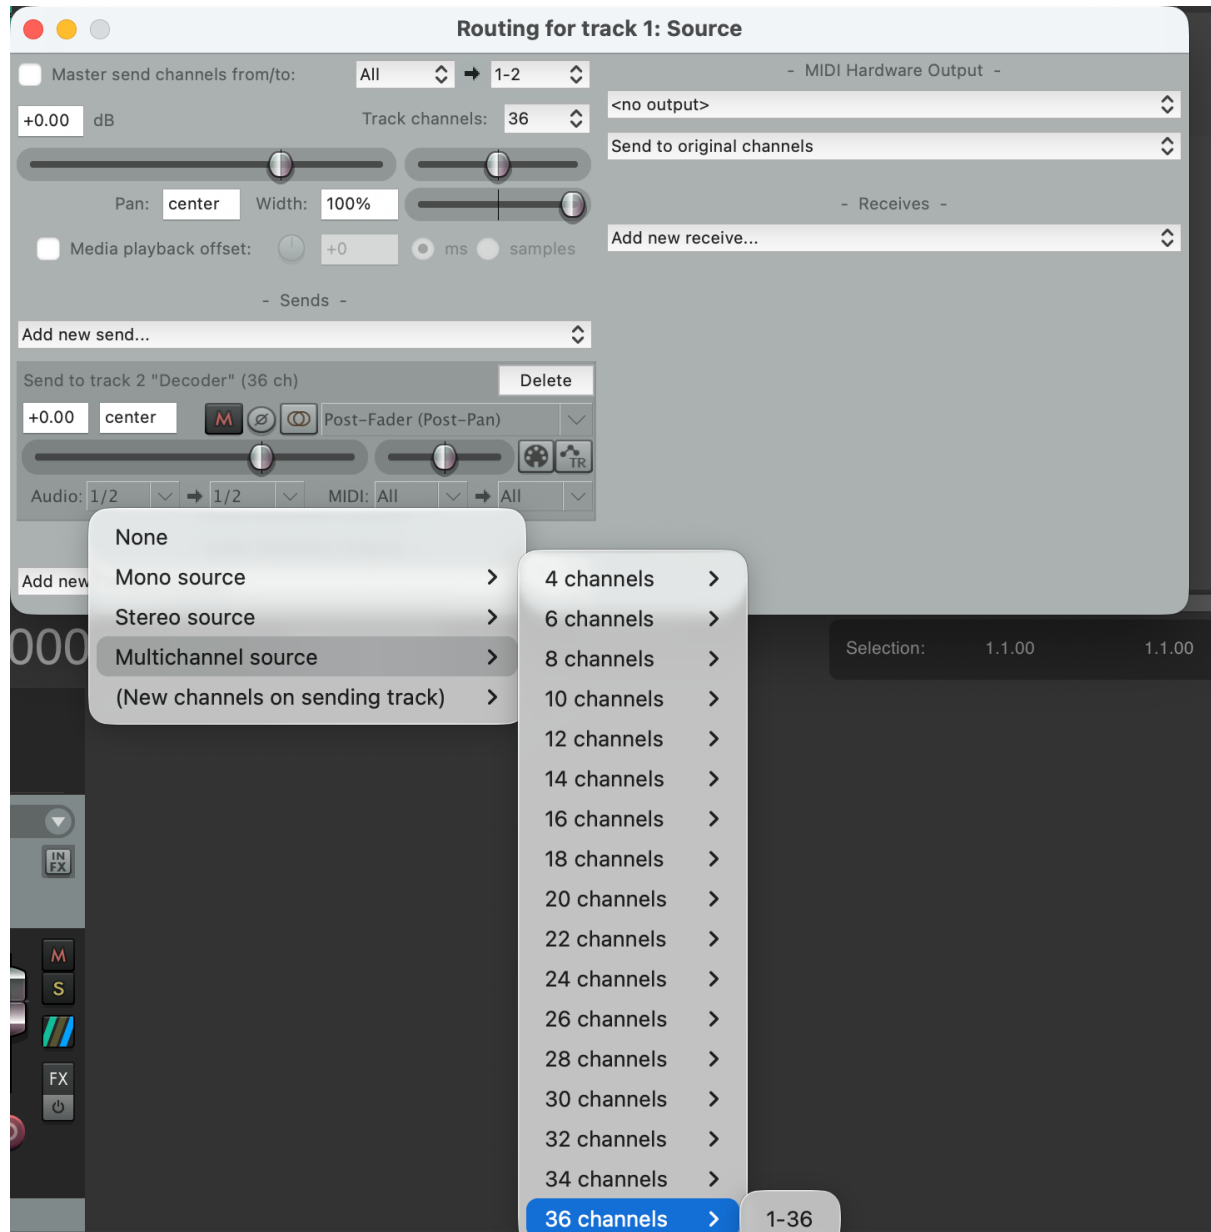 Routing for track 1: Source
Master send channels from/to: All 1-2
+0.00 dB Track channels: 36
Pan: center Width: 100%
Media playback offset: +0 ms samples
- Sends -
Add new send...
Send to track 2 "Decoder" (36 ch) Delete
+0.00 center M Post-Fader (Post-Pan)
TR
Audio: 1/2 1/2 MIDI: All All
- MIDI Hardware Output -
<no output>
Send to original channels
- Receives -
Add new receive...
None
Mono source
Stereo source
Multichannel source
(New channels on sending track)
Add new
4 channels
6 channels
8 channels
10 channels
12 channels
14 channels
16 channels
18 channels
20 channels
22 channels
24 channels
26 channels
28 channels
30 channels
32 channels
34 channels
36 channels
1-36
000
Selection: 1.1.00 1.1.00
IN
FX
M
S
FX